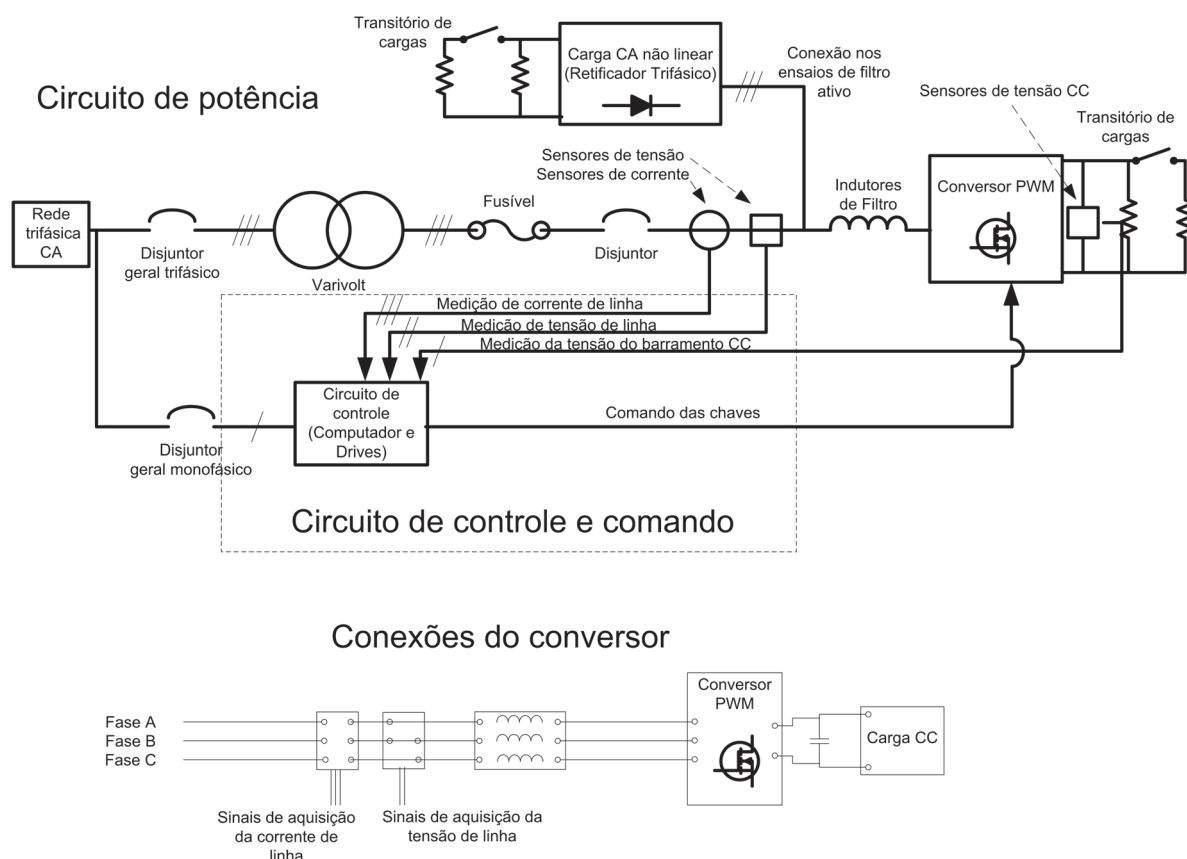 Transitório de
cargas
Carga CA não linear
(Retificador Trifásico)
Conexão nos
ensaios de filtro
ativo
Circuito de potência
Sensores de tensão CC
Transitório de
cargas
Sensores de tensão
Sensores de corrente
Rede
trifásica
CA
Disjuntor
geral trifásico
Varivolt
Fusível
Disjuntor
Indutores
de Filtro
Conversor PWM
Medição de corrente de linha
Medição de tensão de linha
Medição da tensão do barramento CC
Circuito de
controle
(Computador e
Drives)
Comando das chaves
Disjuntor
geral monofásico
Circuito de controle e comando
Conexões do conversor
Fase A
Fase B
Fase C
Conversor
PWM
Carga CC
Sinais de aquisição
da corrente de
linha
Sinais de aquisição da
tensão de linha